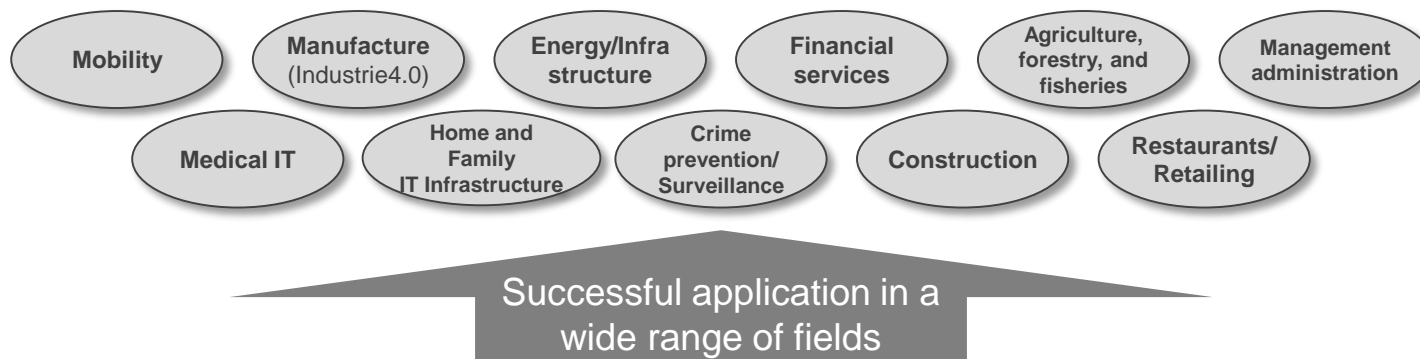 Mobility
Manufacture
(Industrie4.0)
Energy/Infra
structure
Financial
services
Agriculture,
forestry, and
fisheries
Management
administration
Medical IT
Home and
Family
IT Infrastructure
Crime
prevention/
Surveillance
Construction
Restaurants/
Retailing
Successful application in a
wide range of fields